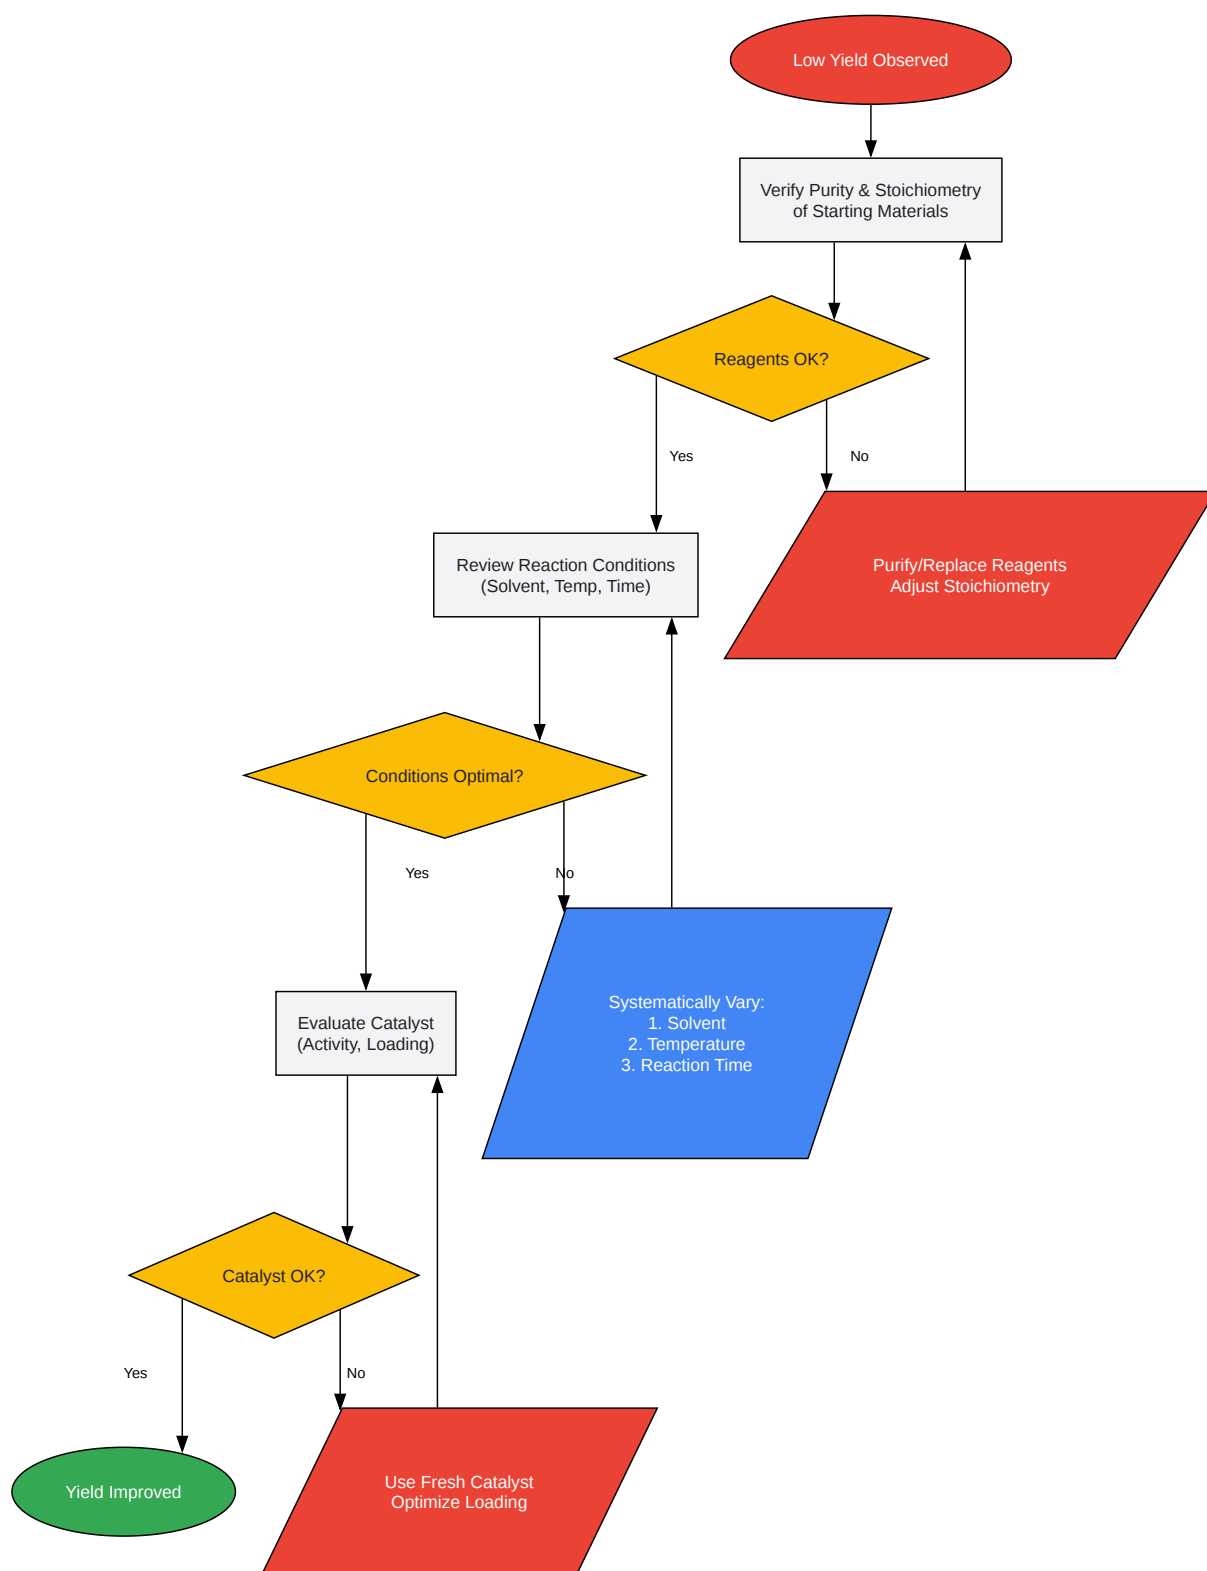 Low Yield Observed
Verify Purity & Stoichiometry
of Starting Materials
Reagents OK?
Yes
No
Review Reaction Conditions
(Solvent, Temp, Time)
Purify/Replace Reagents
Adjust Stoichiometry
Conditions Optimal?
Yes
No
Systematically Vary:
1. Solvent
2. Temperature
3. Reaction Time
Evaluate Catalyst
(Activity, Loading)
Catalyst OK?
Yes
No
Yield Improved
Use Fresh Catalyst
Optimize Loading